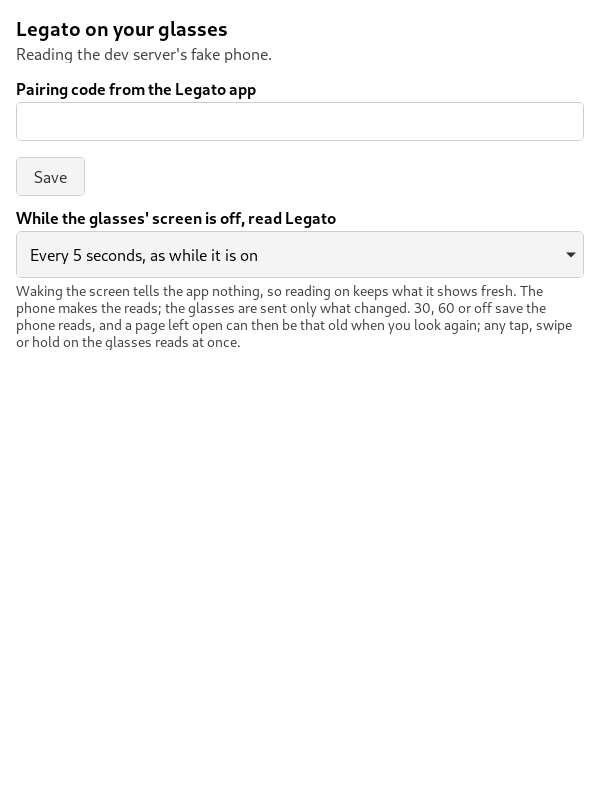 Legato on your glasses
Reading the dev server's fake phone.
Pairing code from the Legato app
Save
While the glasses' screen is off, read Legato
Every 5 seconds, as while it is on
Waking the screen tells the app nothing, so reading on keeps what it shows fresh. The
phone makes the reads; the glasses are sent only what changed. 30, 60 or off save the
phone reads, and a page left open can then be that old when you look again; any tap, swipe
or hold on the glasses reads at once.